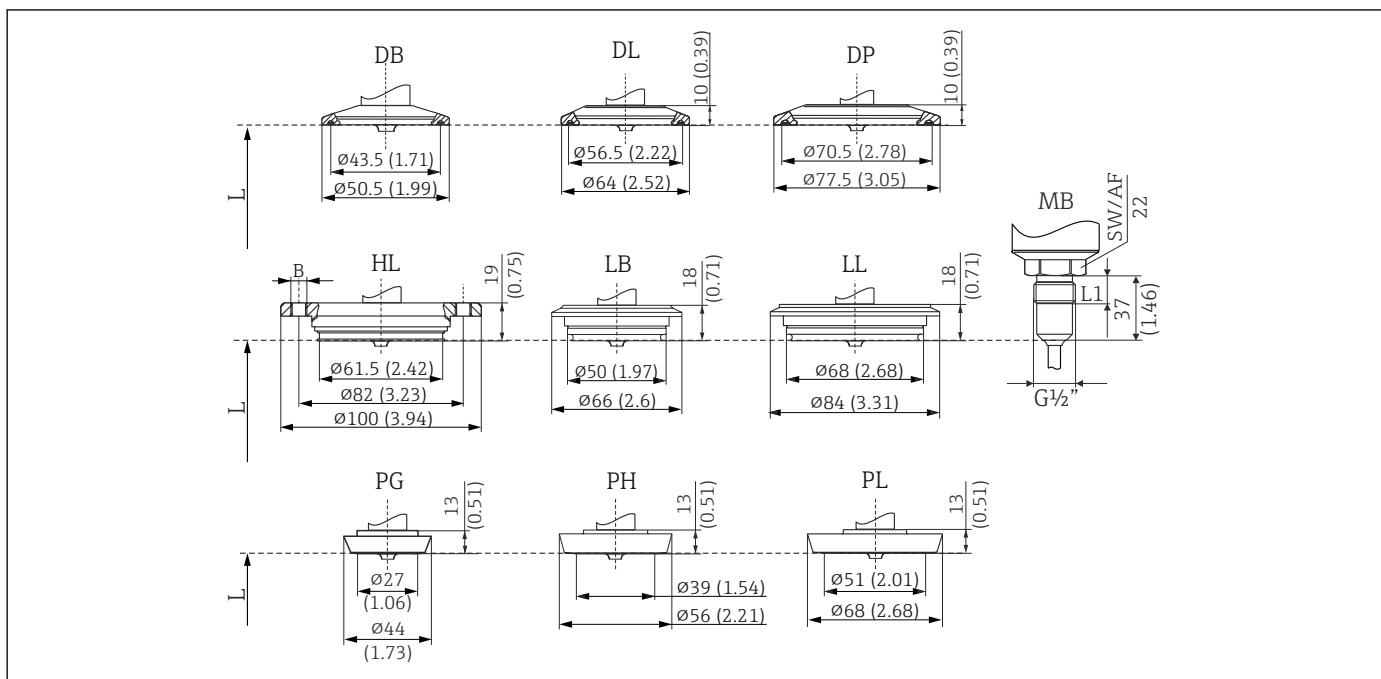 DB
DL
DP
10 (0.39)
10 (0.39)
ø43.5 (1.71)
ø50.5 (1.99)
ø56.5 (2.22)
ø64 (2.52)
ø70.5 (2.78)
ø77.5 (3.05)
L
MB
SW/AF
22
L1
37
(1.46)
G½"
B
HL
19
(0.75)
LB
18
(0.71)
LL
18
(0.71)
ø61.5 (2.42)
ø82 (3.23)
ø100 (3.94)
ø50 (1.97)
ø66 (2.6)
ø68 (2.68)
ø84 (3.31)
L
PG
13
(0.51)
PH
13
(0.51)
PL
13
(0.51)
ø27
(1.06)
ø44
(1.73)
ø39 (1.54)
ø56 (2.21)
ø51 (2.01)
ø68 (2.68)
L